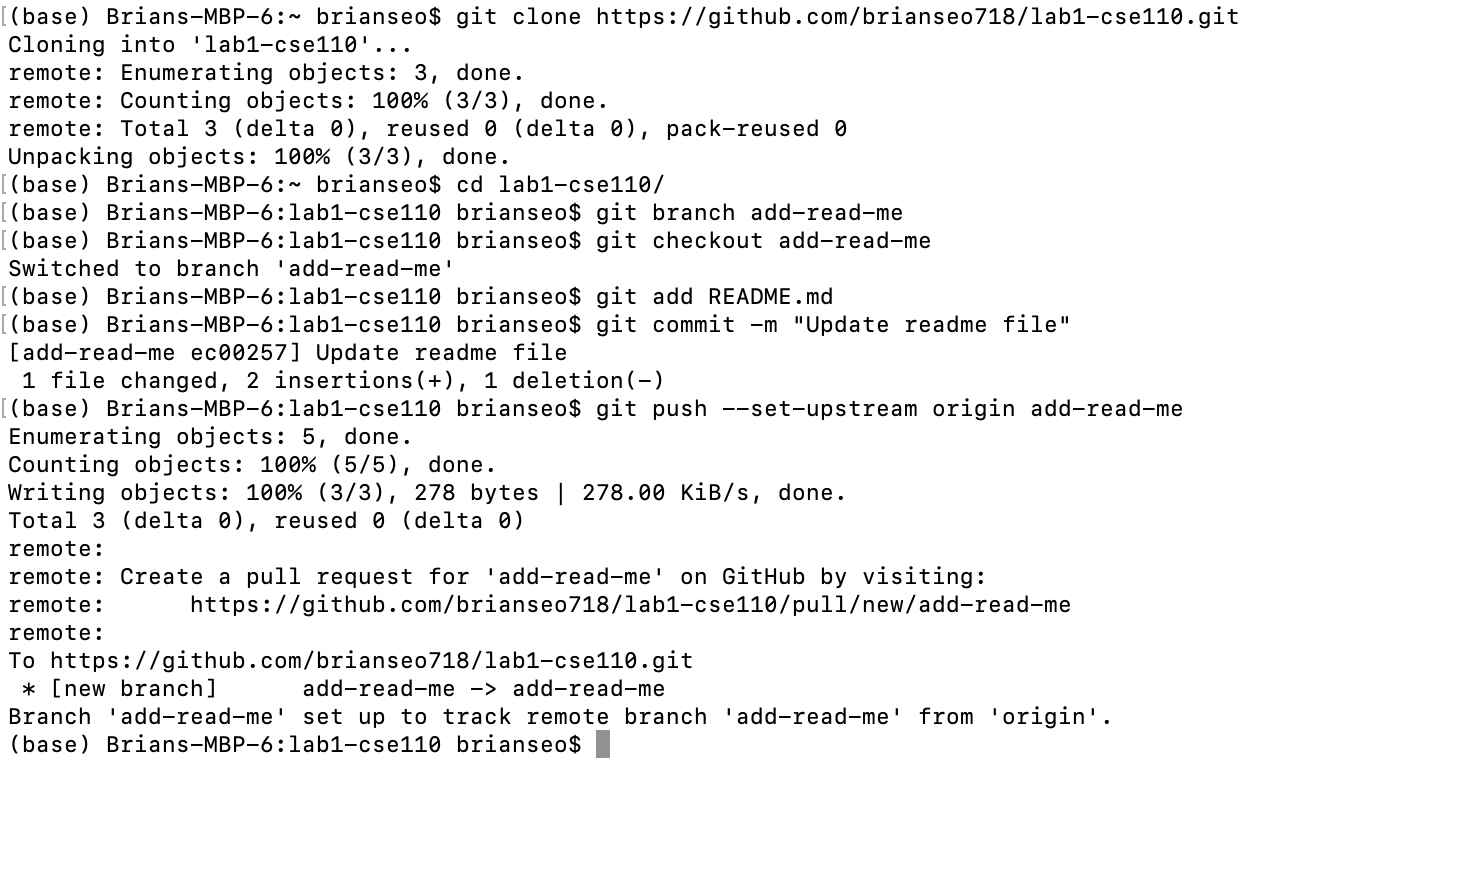 [(base) Brians-MBP-6:~ brianseo$ git clone https://github.com/brianseo718/lab1-cse110.git
Cloning into 'lab1-cse110'...
remote: Enumerating objects: 3, done.
remote: Counting objects: 100% (3/3), done.
remote: Total 3 (delta 0), reused 0 (delta 0), pack-reused 0
Unpacking objects: 100% (3/3), done.
[(base) Brians-MBP-6:~ brianseo$ cd lab1-cse110/
[(base) Brians-MBP-6:lab1-cse110 brianseo$ git branch add-read-me
[(base) Brians-MBP-6:lab1-cse110 brianseo$ git checkout add-read-me
Switched to branch 'add-read-me'
[(base) Brians-MBP-6:lab1-cse110 brianseo$ git add README.md
[(base) Brians-MBP-6:lab1-cse110 brianseo$ git commit -m "Update readme file"
[add-read-me ec00257] Update readme file
 1 file changed, 2 insertions(+), 1 deletion(-)
[(base) Brians-MBP-6:lab1-cse110 brianseo$ git push --set-upstream origin add-read-me
Enumerating objects: 5, done.
Counting objects: 100% (5/5), done.
Writing objects: 100% (3/3), 278 bytes | 278.00 KiB/s, done.
Total 3 (delta 0), reused 0 (delta 0)
remote:
remote: Create a pull request for 'add-read-me' on GitHub by visiting:
remote:      https://github.com/brianseo718/lab1-cse110/pull/new/add-read-me
remote:
To https://github.com/brianseo718/lab1-cse110.git
 * [new branch]      add-read-me -> add-read-me
Branch 'add-read-me' set up to track remote branch 'add-read-me' from 'origin'.
(base) Brians-MBP-6:lab1-cse110 brianseo$